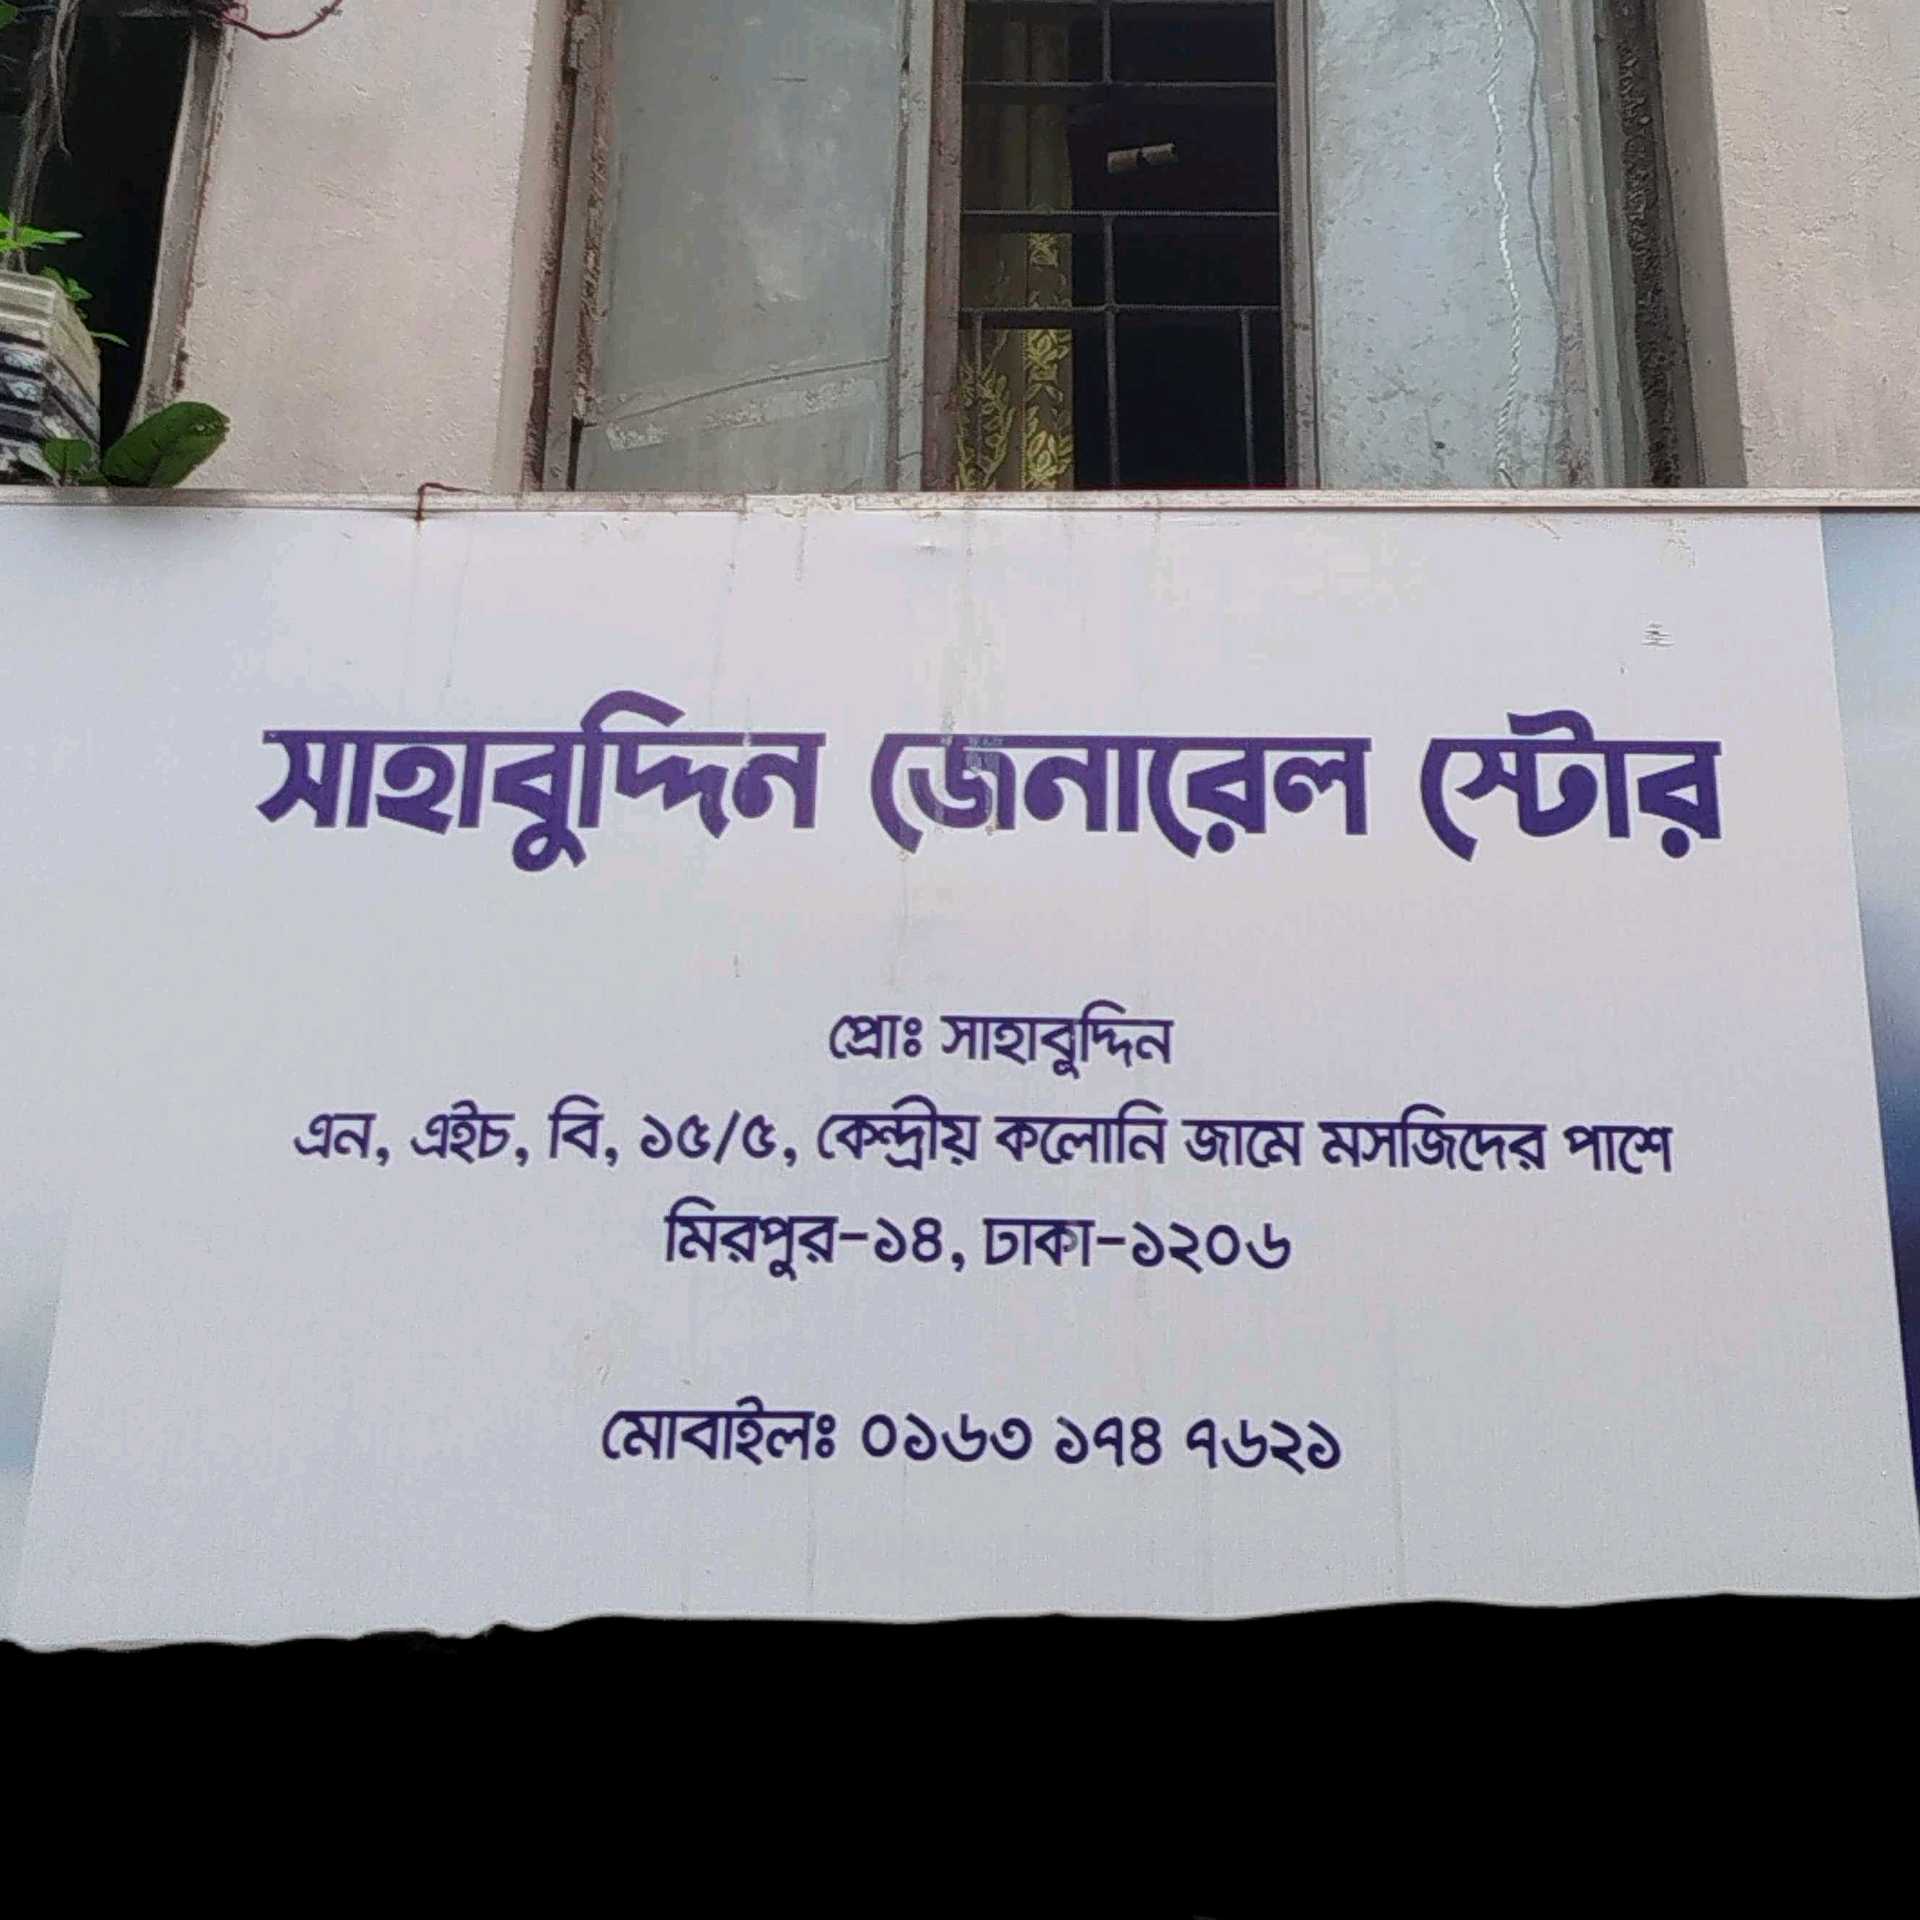 সাহাবুদ্দিন জেনারেল স্টোর
প্রোঃ সাহাবুদ্দিন
এন, এইচ, বি, ১৫/৫, কেন্দ্রীয় কলোনি জামে মসজিদের পাশে
মিরপুর-১৪, ঢাকা-১২০৬
মোবাইলঃ ০১৬৩ ১৭৪ ৭৬২১